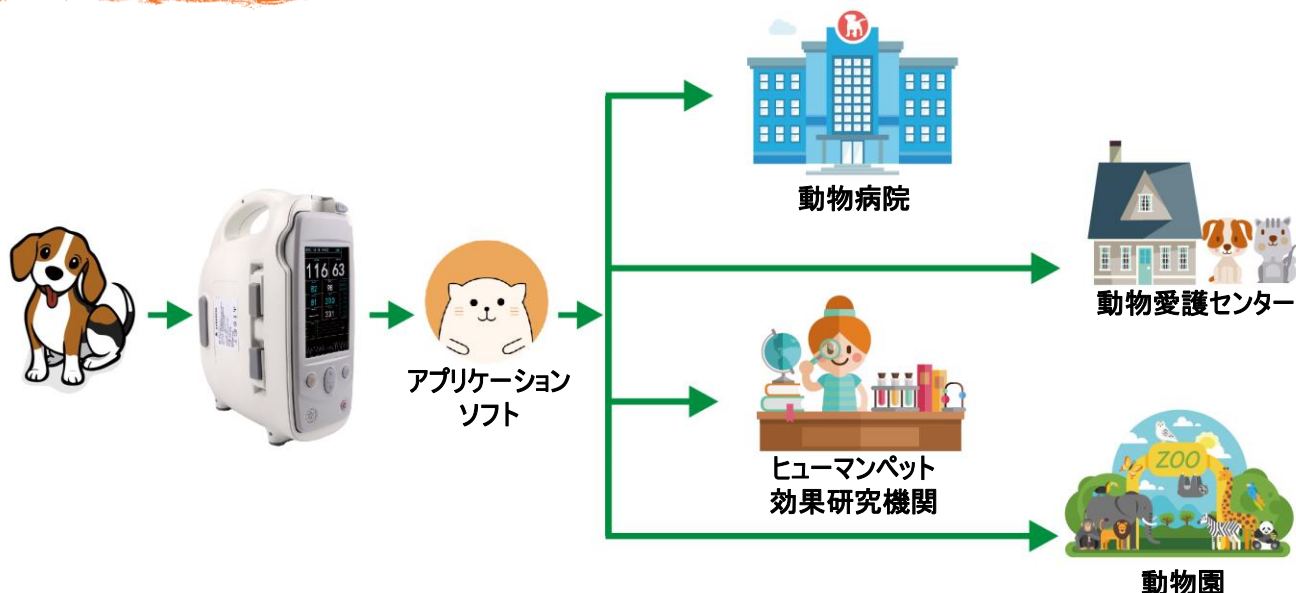 動物病院
動物愛護センター
116 63
82 98
アプリケーション
ソフト
ヒューマンペット
効果研究機関
ZOO
動物園